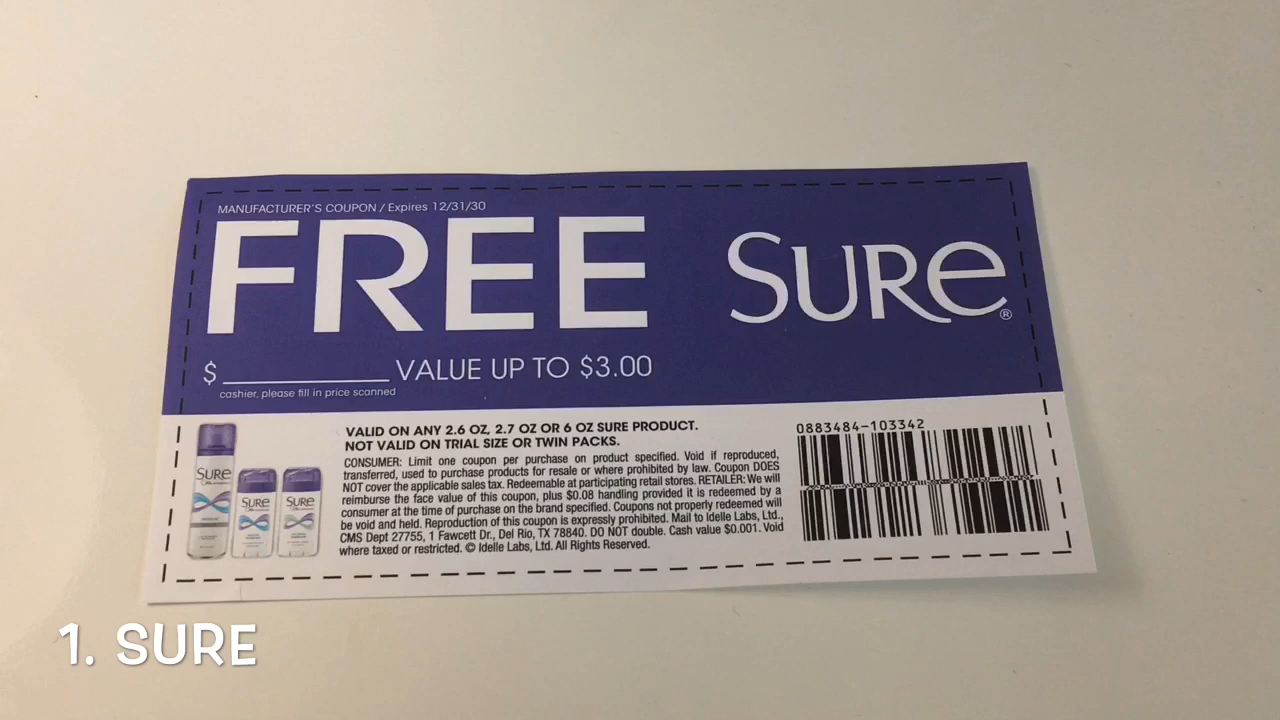 MANUFACTURER'S COUPON / Expires 12/31/30
FREE
SURe®
$ ____________ VALUE UP TO $3.00
cashier, please fill in price scanned
VALID ON ANY 2.6 OZ, 2.7 OZ OR 6 OZ SURE PRODUCT.
NOT VALID ON TRIAL SIZE OR TWIN PACKS.
CONSUMER: Limit one coupon per purchase on product specified. Void if reproduced,
transferred, used to purchase products for resale or where prohibited by law. Coupon DOES
NOT cover the applicable sales tax. Redeemable at participating retail stores. RETAILER: We will
reimburse the face value of this coupon, plus $0.08 handling provided it is redeemed by a
consumer at the time of purchase on the brand specified. Coupons not properly redeemed will
be void and held. Reproduction of this coupon is expressly prohibited. Mail to Idelle Labs, Ltd.,
CMS Dept 27755, 1 Fawcett Dr., Del Rio, TX 78840. DO NOT double. Cash value $0.001. Void
where taxed or restricted. © Idelle Labs, Ltd. All Rights Reserved.
0883484-103342
SURe
SURe
SURe
1. SURE